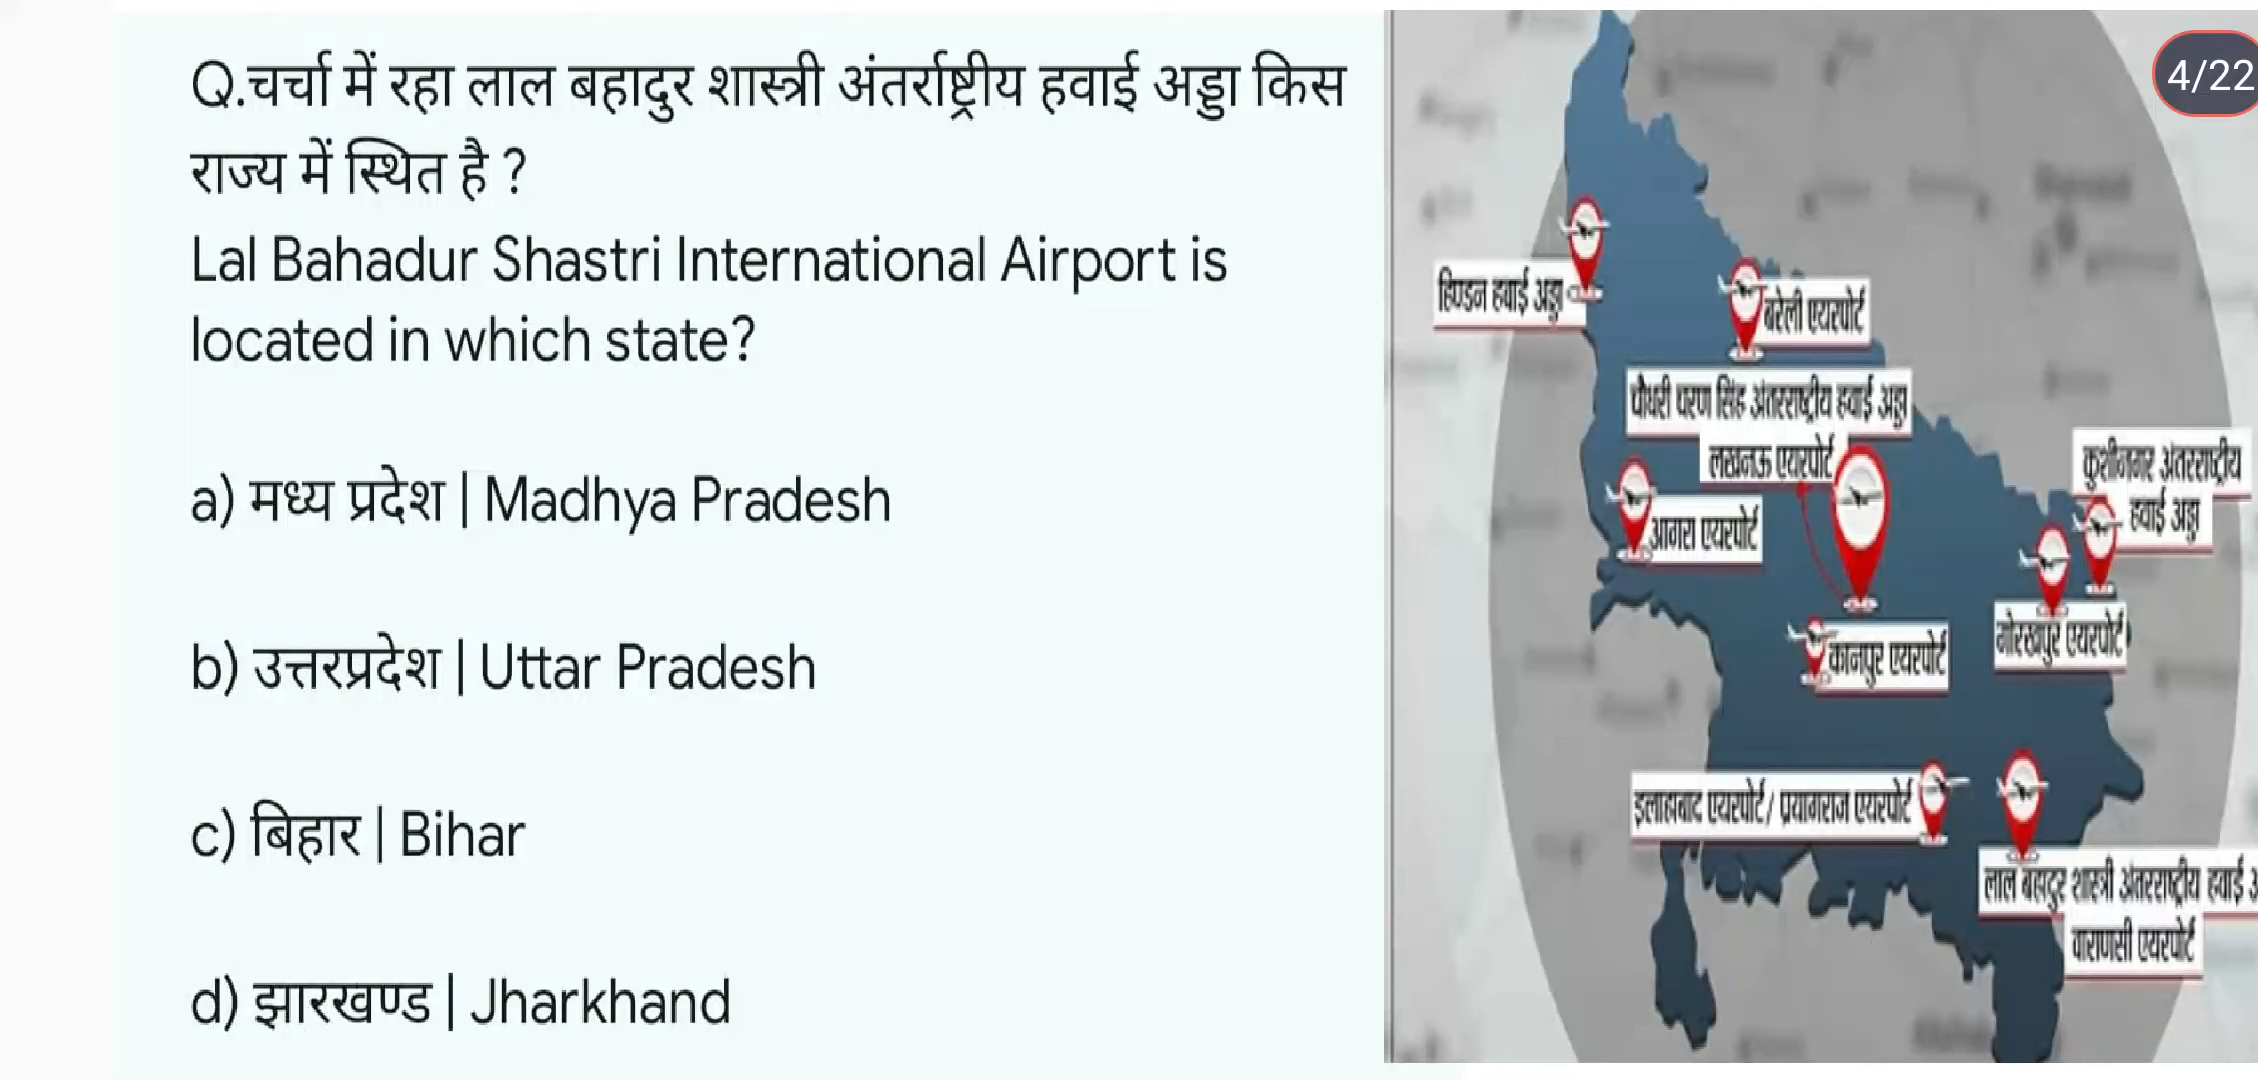 Q.चर्चा में रहा लाल बहादुर शास्त्री अंतर्राष्ट्रीय हवाई अड्डा किस
राज्य में स्थित है ?
Lal Bahadur Shastri International Airport is
located in which state?
a) मध्य प्रदेश | Madhya Pradesh
b) उत्तरप्रदेश | Uttar Pradesh
c) बिहार | Bihar
d) झारखण्ड | Jharkhand
4/22
हिण्डन हवाई अड्डा
बरेली एयरपोर्ट
चौधरी चरण सिंह अंतरराष्ट्रीय हवाई अड्डा
लखनऊ एयरपोर्ट
कुशीनगर अंतरराष्ट्रीय
हवाई अड्डा
आगरा एयरपोर्ट
गोरखपुर एयरपोर्ट
कानपुर एयरपोर्ट
इलाहाबाद एयरपोर्ट/ प्रयागराज एयरपोर्ट
लाल बहादुर शास्त्री अंतरराष्ट्रीय हवाई
वाराणसी एयरपोर्ट